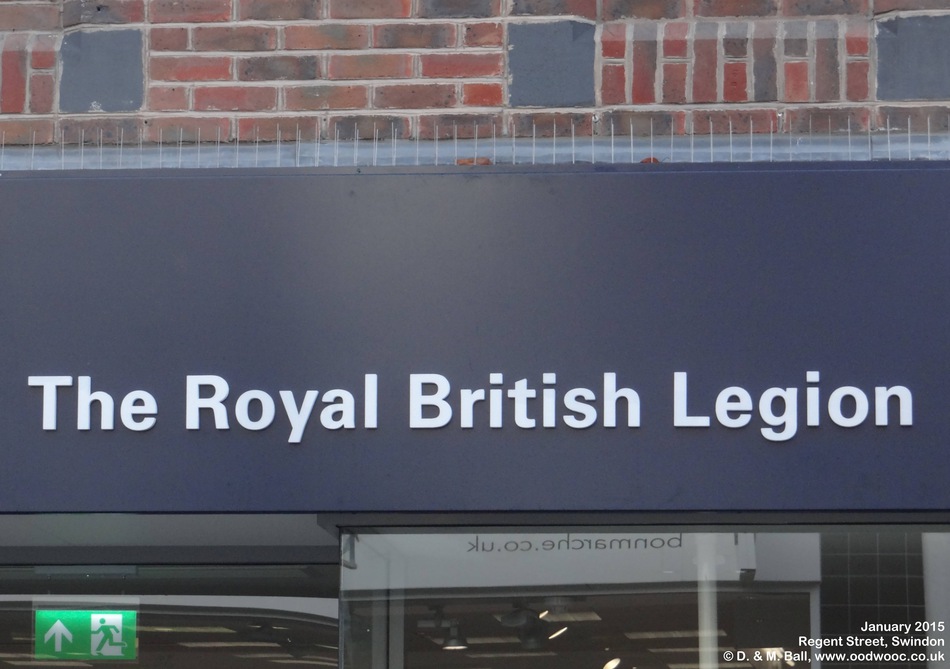 The Royal British Legion
bonmarche.co.uk
January 2015
Regent Street, Swindon
© D. & M. Ball, www.oodwooc.co.uk